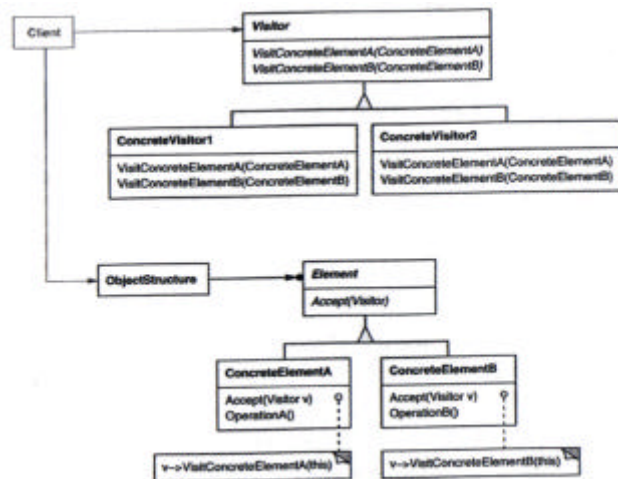 Client
Visitor
VisitConcreteElementA(ConcreteElementA)
VisitConcreteElementB(ConcreteElementB)
ConcreteVisitor1
VisitConcreteElementA(ConcreteElementA)
VisitConcreteElementB(ConcreteElementB)
ConcreteVisitor2
VisitConcreteElementA(ConcreteElementA)
VisitConcreteElementB(ConcreteElementB)
ObjectStructure
Element
Accept(Visitor)
ConcreteElementA
Accept(Visitor v)
OperationA()
ConcreteElementB
Accept(Visitor v)
OperationB()
v->VisitConcreteElementA(this)
v->VisitConcreteElementB(this)